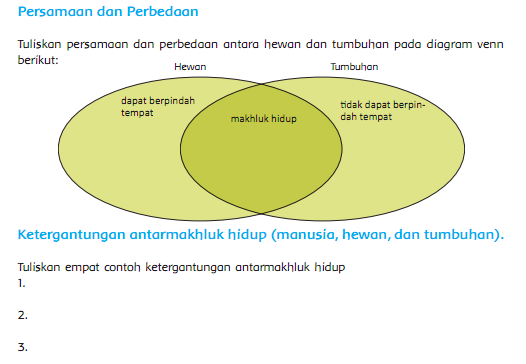 Persamaan dan Perbedaan
Tuliskan persamaan dan perbedaan antara hewan dan tumbuhan pada diagram venn
berikut:
Hewan
Tumbuhan
dapat berpindah
tempat
makhluk hidup
tidak dapat berpin-
dah tempat
Ketergantungan antarmakhluk hidup (manusia, hewan, dan tumbuhan).
Tuliskan empat contoh ketergantungan antarmakhluk hidup
1.
2.
3.